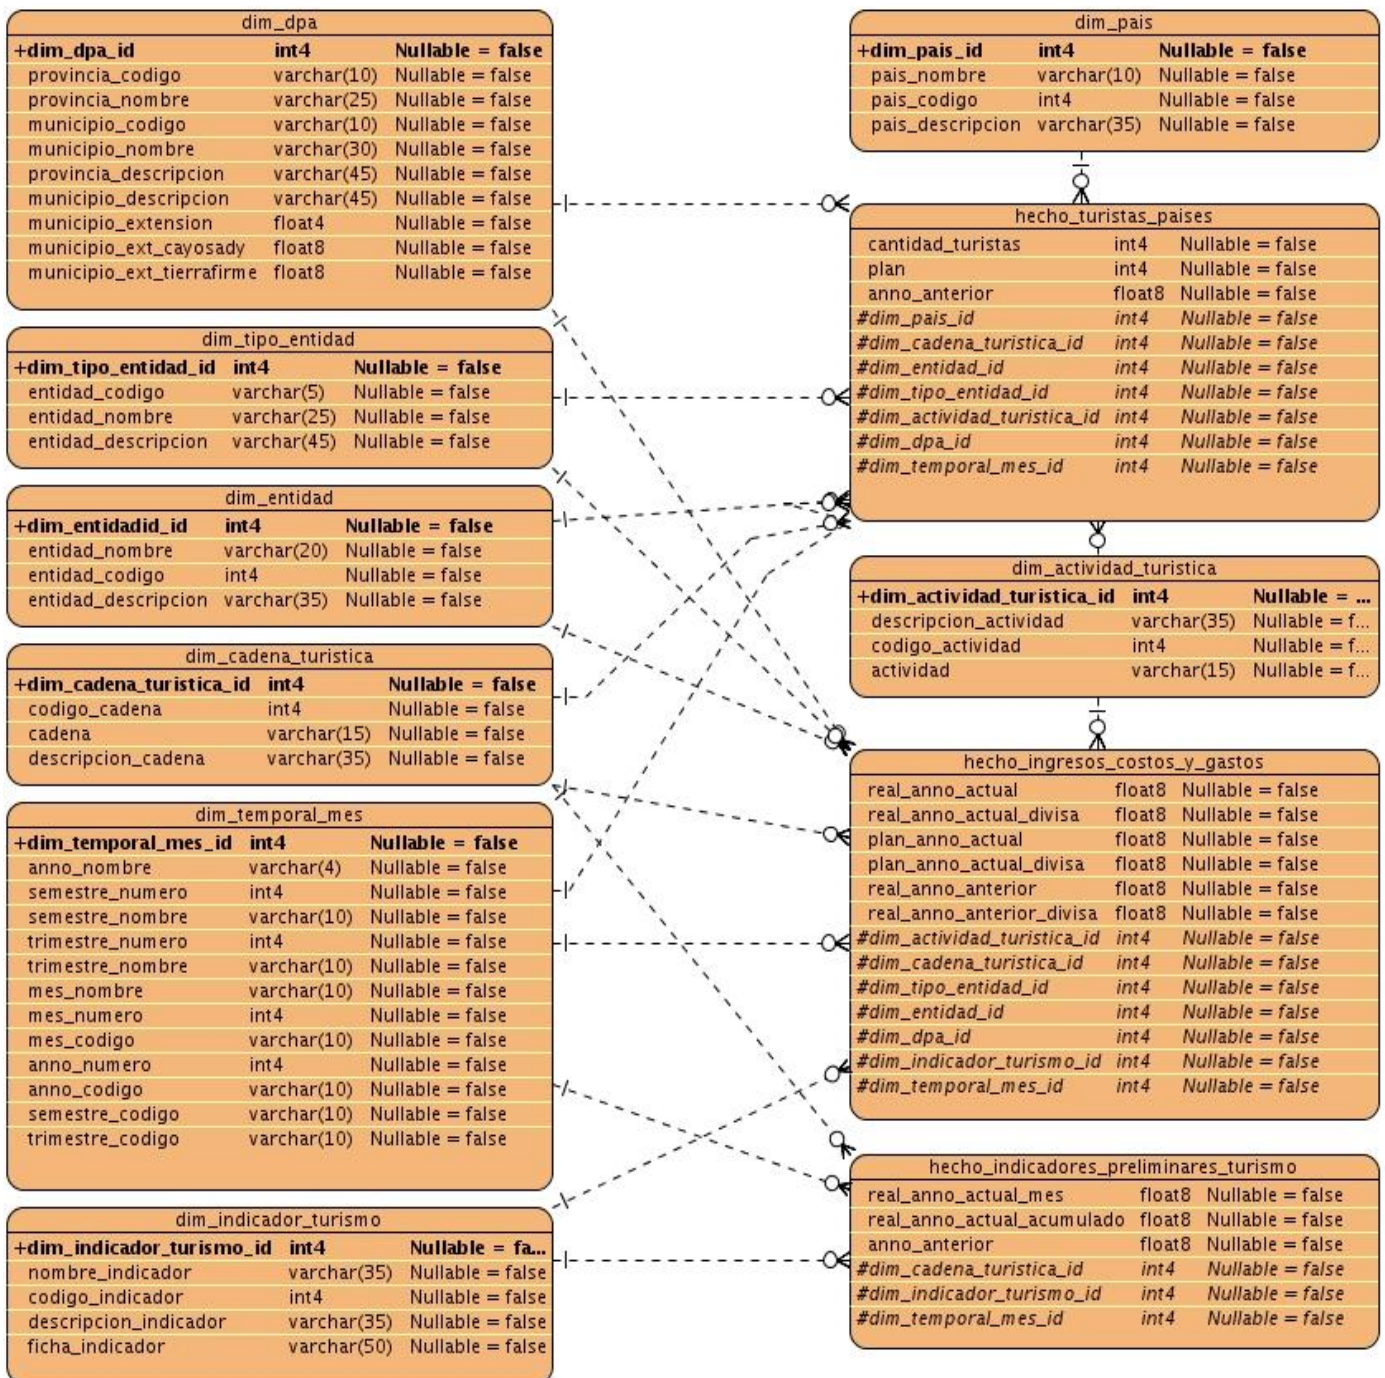 dim_dpa
+dim_dpa_id int4 Nullable = false
provincia_codigo varchar(10) Nullable = false
provincia_nombre varchar(25) Nullable = false
municipio_codigo varchar(10) Nullable = false
municipio_nombre varchar(30) Nullable = false
provincia_descripcion varchar(45) Nullable = false
municipio_descripcion varchar(45) Nullable = false
municipio_extension float4 Nullable = false
municipio_ext_cayosady float8 Nullable = false
municipio_ext_tierrafirme float8 Nullable = false
dim_tipo_entidad
+dim_tipo_entidad_id int4 Nullable = false
entidad_codigo varchar(5) Nullable = false
entidad_nombre varchar(25) Nullable = false
entidad_descripcion varchar(45) Nullable = false
dim_entidad
+dim_entidadid_id int4 Nullable = false
entidad_nombre varchar(20) Nullable = false
entidad_codigo int4 Nullable = false
entidad_descripcion varchar(35) Nullable = false
dim_cadena_turistica
+dim_cadena_turistica_id int4 Nullable = false
codigo_cadena int4 Nullable = false
cadena varchar(15) Nullable = false
descripcion_cadena varchar(35) Nullable = false
dim_temporal_mes
+dim_temporal_mes_id int4 Nullable = false
anno_nombre varchar(4) Nullable = false
semestre_numero int4 Nullable = false
semestre_nombre varchar(10) Nullable = false
trimestre_numero int4 Nullable = false
trimestre_nombre varchar(10) Nullable = false
mes_nombre varchar(10) Nullable = false
mes_numero int4 Nullable = false
mes_codigo varchar(10) Nullable = false
anno_numero int4 Nullable = false
anno_codigo varchar(10) Nullable = false
semestre_codigo varchar(10) Nullable = false
trimestre_codigo varchar(10) Nullable = false
dim_indicador_turismo
+dim_indicador_turismo_id int4 Nullable = fa...
nombre_indicador varchar(35) Nullable = false
codigo_indicador int4 Nullable = false
descripcion_indicador varchar(35) Nullable = false
ficha_indicador varchar(50) Nullable = false
dim_pais
+dim_pais_id int4 Nullable = false
pais_nombre varchar(10) Nullable = false
pais_codigo int4 Nullable = false
pais_descripcion varchar(35) Nullable = false
hecho_turistas_paises
cantidad_turistas int4 Nullable = false
plan int4 Nullable = false
anno_anterior float8 Nullable = false
#dim_pais_id int4 Nullable = false
#dim_cadena_turistica_id int4 Nullable = false
#dim_entidad_id int4 Nullable = false
#dim_tipo_entidad_id int4 Nullable = false
#dim_actividad_turistica_id int4 Nullable = false
#dim_dpa_id int4 Nullable = false
#dim_temporal_mes_id int4 Nullable = false
dim_actividad_turistica
+dim_actividad_turistica_id int4 Nullable = ...
descripcion_actividad varchar(35) Nullable = f...
codigo_actividad int4 Nullable = f...
actividad varchar(15) Nullable = f...
hecho_ingresos_costos_y_gastos
real_anno_actual float8 Nullable = false
real_anno_actual_divisa float8 Nullable = false
plan_anno_actual float8 Nullable = false
plan_anno_actual_divisa float8 Nullable = false
real_anno_anterior float8 Nullable = false
real_anno_anterior_divisa float8 Nullable = false
#dim_actividad_turistica_id int4 Nullable = false
#dim_cadena_turistica_id int4 Nullable = false
#dim_tipo_entidad_id int4 Nullable = false
#dim_entidad_id int4 Nullable = false
#dim_dpa_id int4 Nullable = false
#dim_indicador_turismo_id int4 Nullable = false
#dim_temporal_mes_id int4 Nullable = false
hecho_indicadores_preliminares_turismo
real_anno_actual_mes float8 Nullable = false
real_anno_actual_acumulado float8 Nullable = false
anno_anterior float8 Nullable = false
#dim_cadena_turistica_id int4 Nullable = false
#dim_indicador_turismo_id int4 Nullable = false
#dim_temporal_mes_id int4 Nullable = false